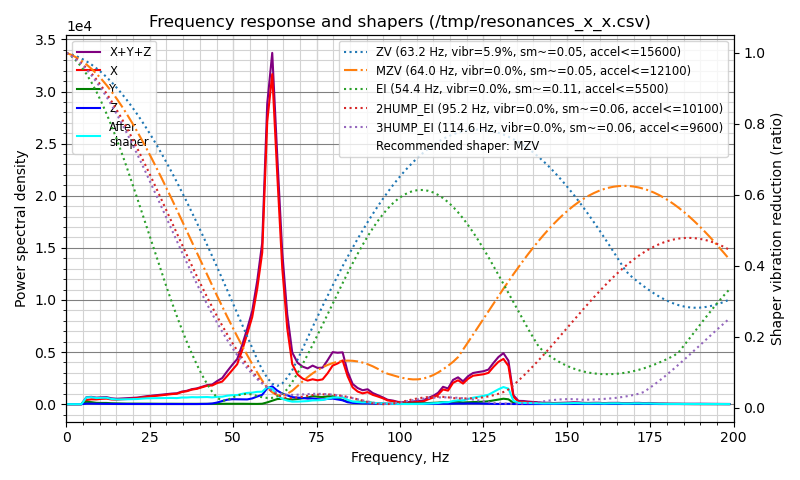 Frequency response and shapers (/tmp/resonances_x_x.csv)
1e4
X+Y+Z
X
Y
Z
After
shaper
ZV (63.2 Hz, vibr=5.9%, sm~=0.05, accel<=15600)
MZV (64.0 Hz, vibr=0.0%, sm~=0.05, accel<=12100)
EI (54.4 Hz, vibr=0.0%, sm~=0.11, accel<=5500)
2HUMP_EI (95.2 Hz, vibr=0.0%, sm~=0.06, accel<=10100)
3HUMP_EI (114.6 Hz, vibr=0.0%, sm~=0.06, accel<=9600)
Recommended shaper: MZV
Power spectral density
3.5
3.0
2.5
2.0
1.5
1.0
0.5
0.0
Shaper vibration reduction (ratio)
1.0
0.8
0.6
0.4
0.2
0.0
0 25 50 75 100 125 150 175 200
Frequency, Hz